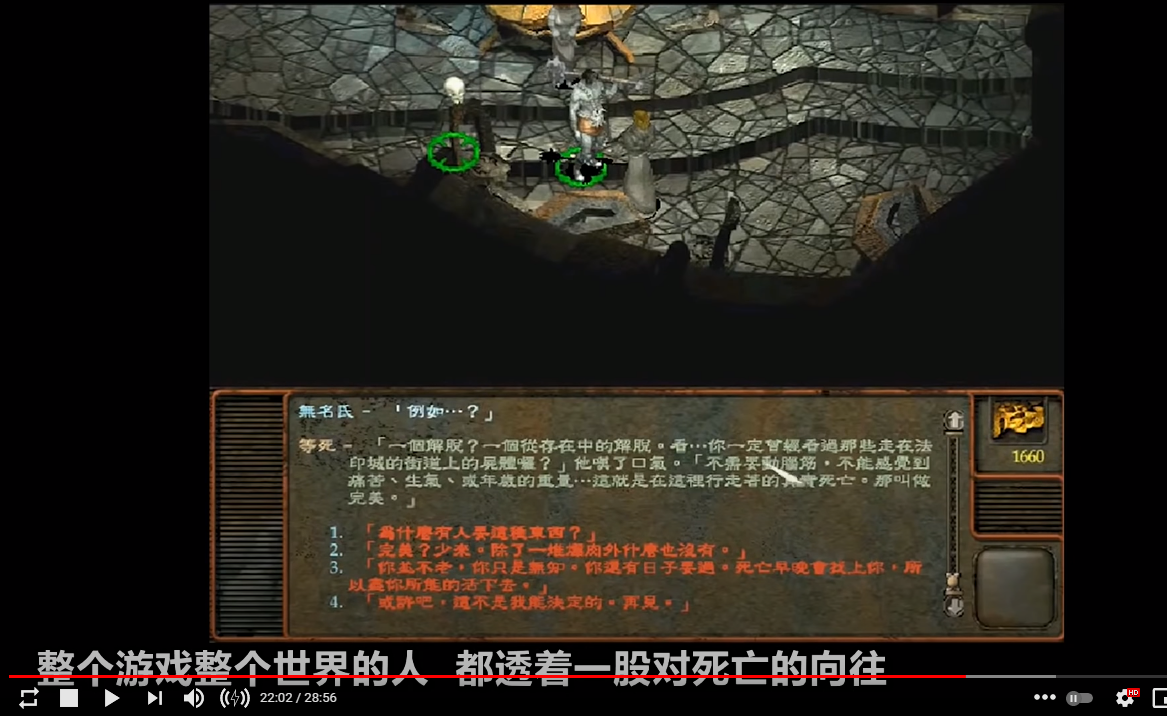 無名氏 - 「例如…？」
1660
等死 - 「一個解脫？一個從存在中的解脫。看…你一定曾經看過那些走在法
印城的街道上的屍體囉？」他嘆了口氣。「不需要動腦筋，不能感覺到
痛苦、生氣、或年歲的重量…這就是在這裡行走著的真實死亡。那叫做
完美。」
1. 「為什麼有人要這種東西？」
2. 「完美？少來。除了一堆爛肉外什麼也沒有。」
3. 「你並不老，你只是無知。你還有日子要過。死亡早晚會找上你，所
以盡你所能的活下去。」
4. 「或許吧，這不是我能決定的。再見。」
整个游戏整个世界的人 都透着一股对死亡的向往
22:02 / 28:56
HD